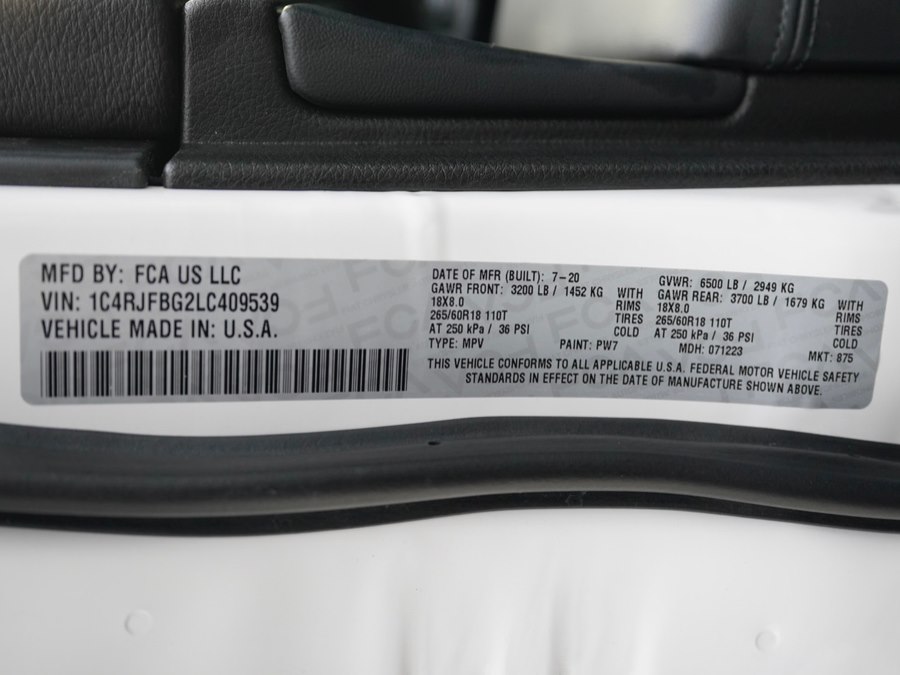 MFD BY: FCA US LLC
VIN: 1C4RJFBG2LC409539
VEHICLE MADE IN: U.S.A.
DATE OF MFR (BUILT): 7-20
GAWR FRONT: 3200 LB / 1452 KG WITH
18X8.0 RIMS
265/60R18 110T TIRES
AT 250 kPa / 36 PSI COLD
TYPE: MPV PAINT: PW7
GVWR: 6500 LB / 2949 KG
GAWR REAR: 3700 LB / 1679 KG WITH
18X8.0 RIMS
265/60R18 110T TIRES
AT 250 kPa / 36 PSI COLD
MDH: 071223 MKT: 875
THIS VEHICLE CONFORMS TO ALL APPLICABLE U.S.A. FEDERAL MOTOR VEHICLE SAFETY
STANDARDS IN EFFECT ON THE DATE OF MANUFACTURE SHOWN ABOVE.